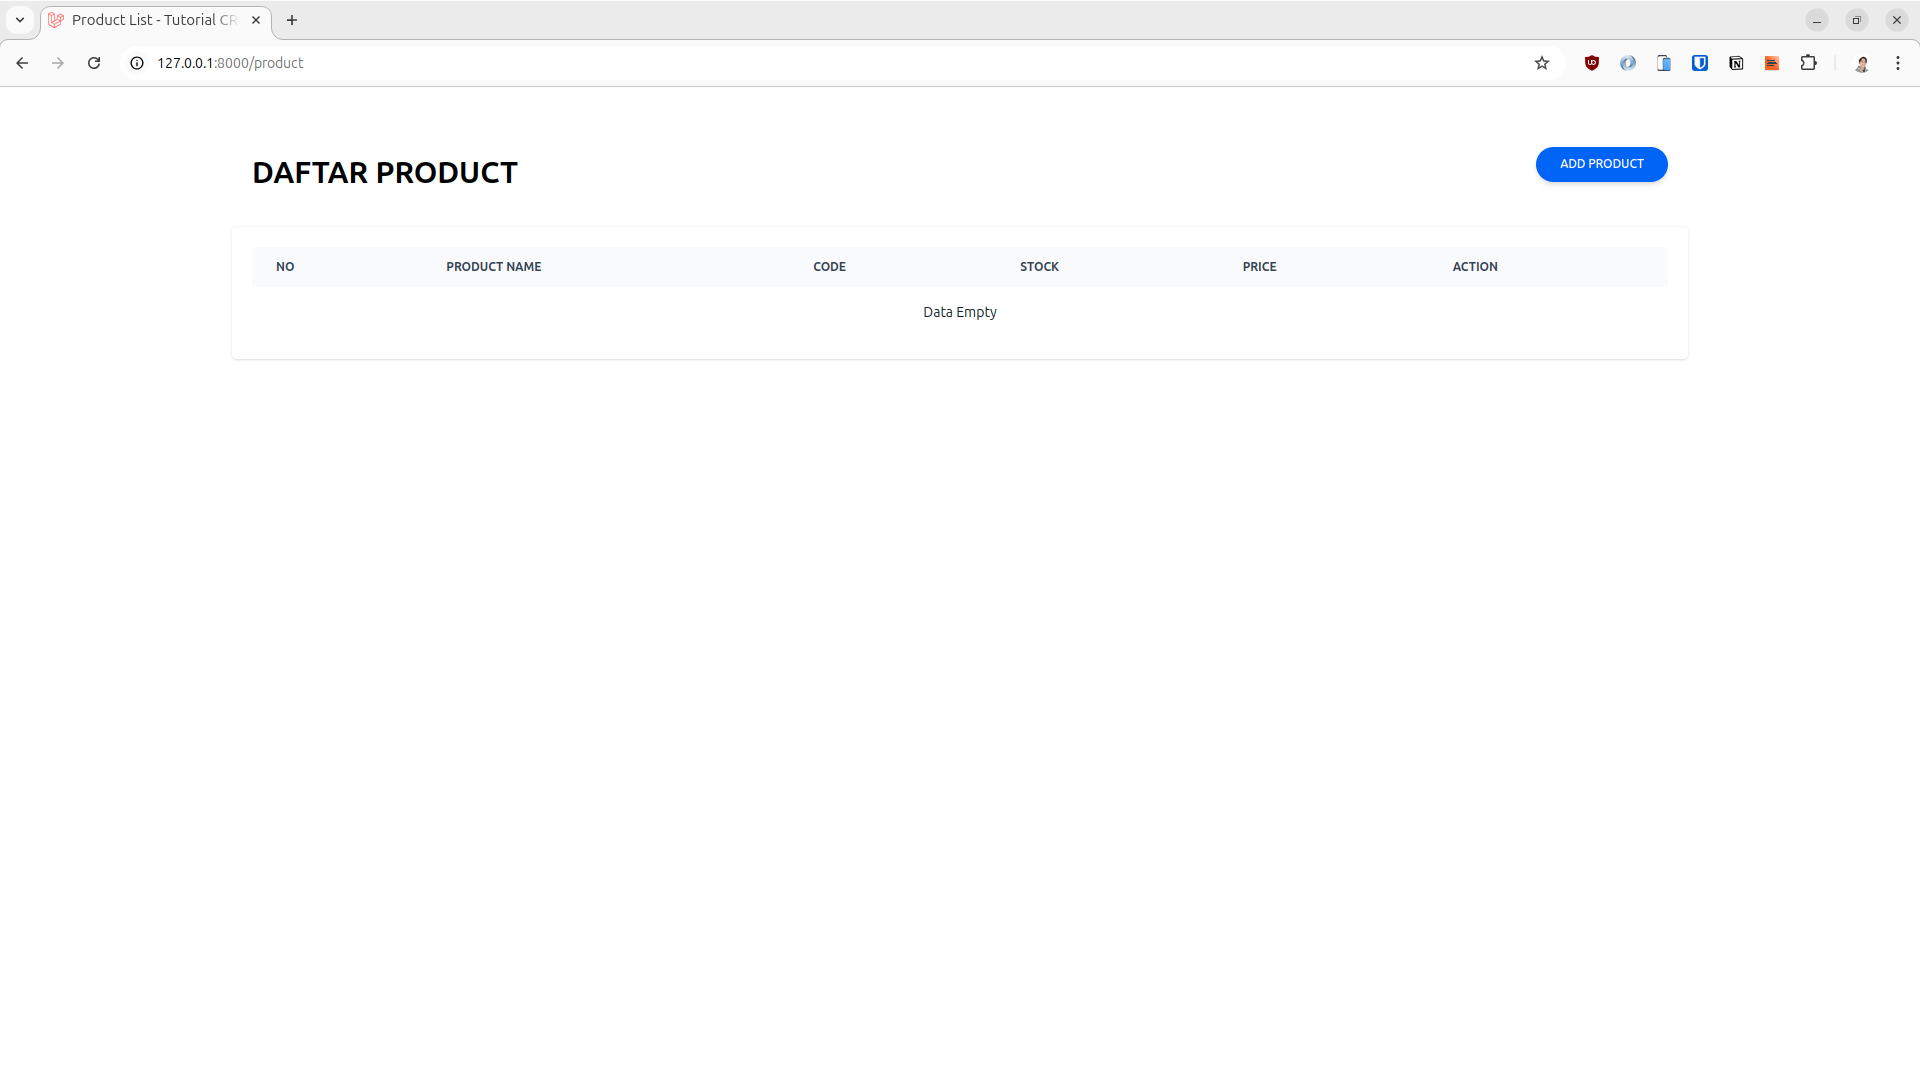 Product List - Tutorial CR
127.0.0.1:8000/product
DAFTAR PRODUCT
ADD PRODUCT
NO PRODUCT NAME CODE STOCK PRICE ACTION
Data Empty